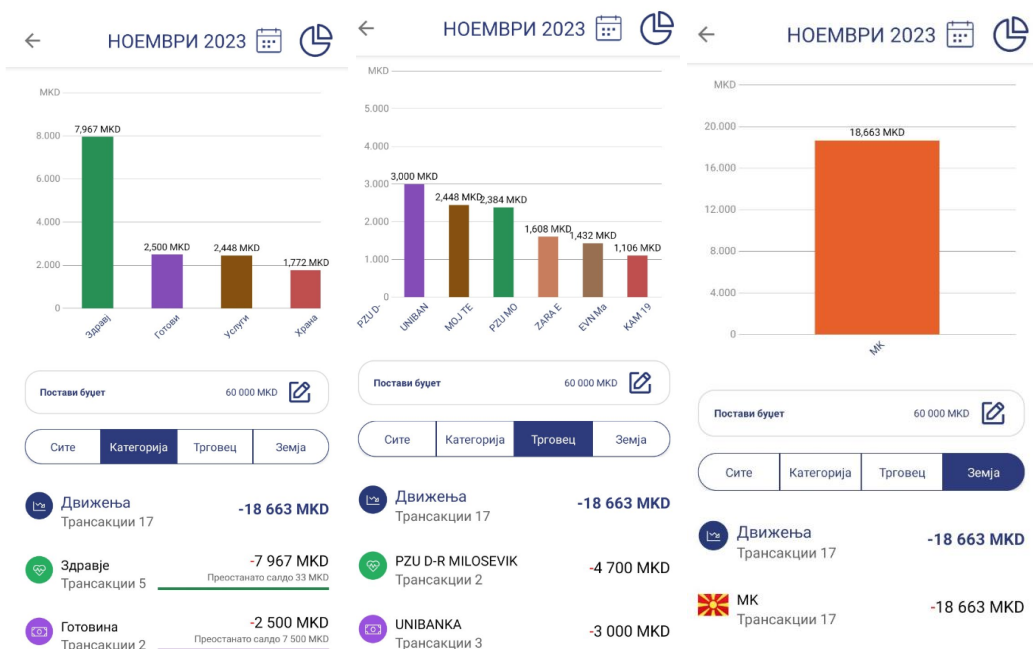 НОЕМВРИ 2023
MKD
8.000
6.000
4.000
2.000
0
7,967 MKD
2,500 MKD
2,448 MKD
1,772 MKD
Здравј
Готови
Услуги
Храна
Постави буџет
60 000 MKD
Сите
Категорија
Трговец
Земја
Движења
-18 663 MKD
Трансакции 17
Здравје
-7 967 MKD
Трансакции 5
Преостанато салдо 33 MKD
Готовина
-2 500 MKD
Трансакции 2
Преостанато салдо 7 500 MKD
НОЕМВРИ 2023
MKD
5.000
4.000
3.000
2.000
1.000
0
3,000 MKD
2,448 MKD
2,384 MKD
1,608 MKD
1,432 MKD
1,106 MKD
PZU D-
UNIBAN
MOJ TE
PZU MO
ZARA E
EVN Ma
KAM 19
Постави буџет
60 000 MKD
Сите
Категорија
Трговец
Земја
Движења
-18 663 MKD
Трансакции 17
PZU D-R MILOSEVIK
-4 700 MKD
Трансакции 2
UNIBANKA
-3 000 MKD
Трансакции 3
НОЕМВРИ 2023
MKD
20.000
16.000
12.000
8.000
4.000
0
18,663 MKD
MK
Постави буџет
60 000 MKD
Сите
Категорија
Трговец
Земја
Движења
-18 663 MKD
Трансакции 17
MK
-18 663 MKD
Трансакции 17